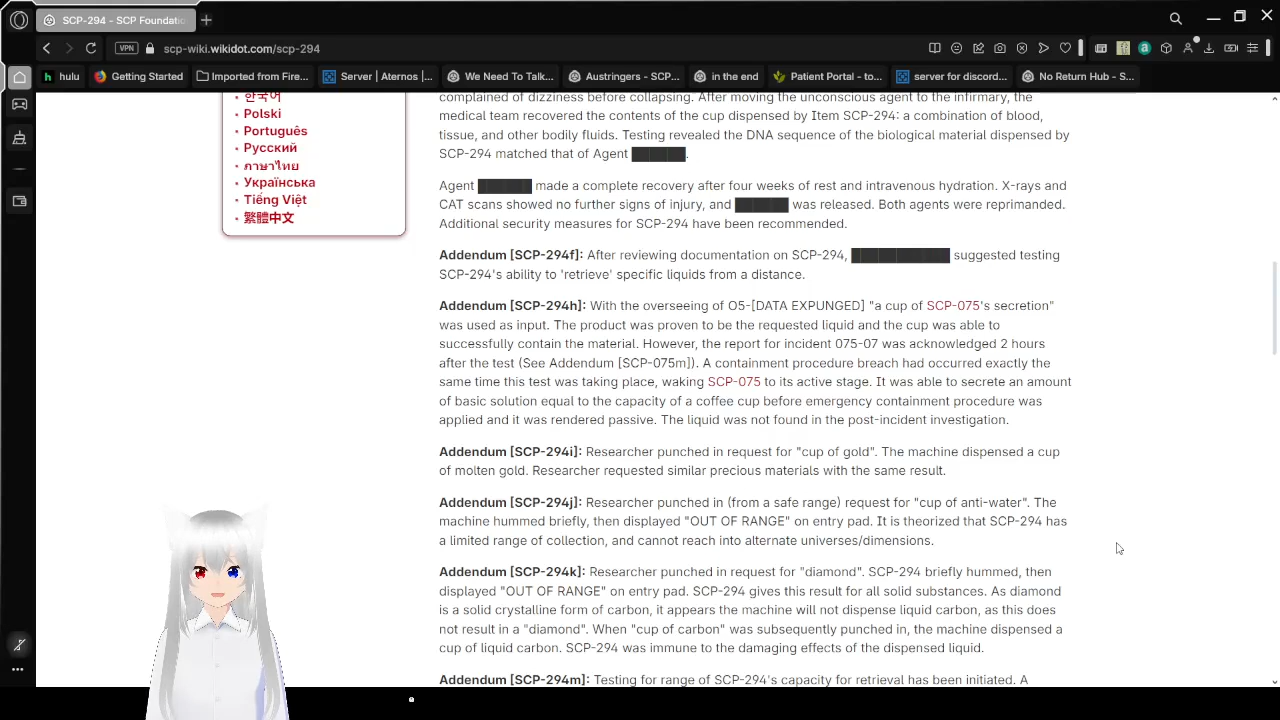 SCP-294 - SCP Foundatio
VPN
scp-wiki.wikidot.com/scp-294
hulu
Getting Started
Imported from Fire...
Server | Aternos |...
We Need To Talk...
Austringers - SCP...
in the end
Patient Portal - to...
server for discord...
No Return Hub - S...
한국어
Polski
Português
Русский
ภาษาไทย
Українська
Tiếng Việt
繁體中文
complained of dizziness before collapsing. After moving the unconscious agent to the infirmary, the
medical team recovered the contents of the cup dispensed by Item SCP-294: a combination of blood,
tissue, and other bodily fluids. Testing revealed the DNA sequence of the biological material dispensed by
SCP-294 matched that of Agent ██████.
Agent ██████ made a complete recovery after four weeks of rest and intravenous hydration. X-rays and
CAT scans showed no further signs of injury, and ██████ was released. Both agents were reprimanded.
Additional security measures for SCP-294 have been recommended.
Addendum [SCP-294f]: After reviewing documentation on SCP-294, ███████████ suggested testing
SCP-294's ability to 'retrieve' specific liquids from a distance.
Addendum [SCP-294h]: With the overseeing of O5-[DATA EXPUNGED] "a cup of SCP-075's secretion"
was used as input. The product was proven to be the requested liquid and the cup was able to
successfully contain the material. However, the report for incident 075-07 was acknowledged 2 hours
after the test (See Addendum [SCP-075m]). A containment procedure breach had occurred exactly the
same time this test was taking place, waking SCP-075 to its active stage. It was able to secrete an amount
of basic solution equal to the capacity of a coffee cup before emergency containment procedure was
applied and it was rendered passive. The liquid was not found in the post-incident investigation.
Addendum [SCP-294i]: Researcher punched in request for "cup of gold". The machine dispensed a cup
of molten gold. Researcher requested similar precious materials with the same result.
Addendum [SCP-294j]: Researcher punched in (from a safe range) request for "cup of anti-water". The
machine hummed briefly, then displayed "OUT OF RANGE" on entry pad. It is theorized that SCP-294 has
a limited range of collection, and cannot reach into alternate universes/dimensions.
Addendum [SCP-294k]: Researcher punched in request for "diamond". SCP-294 briefly hummed, then
displayed "OUT OF RANGE" on entry pad. SCP-294 gives this result for all solid substances. As diamond
is a solid crystalline form of carbon, it appears the machine will not dispense liquid carbon, as this does
not result in a "diamond". When "cup of carbon" was subsequently punched in, the machine dispensed a
cup of liquid carbon. SCP-294 was immune to the damaging effects of the dispensed liquid.
Addendum [SCP-294m]: Testing for range of SCP-294's capacity for retrieval has been initiated. A